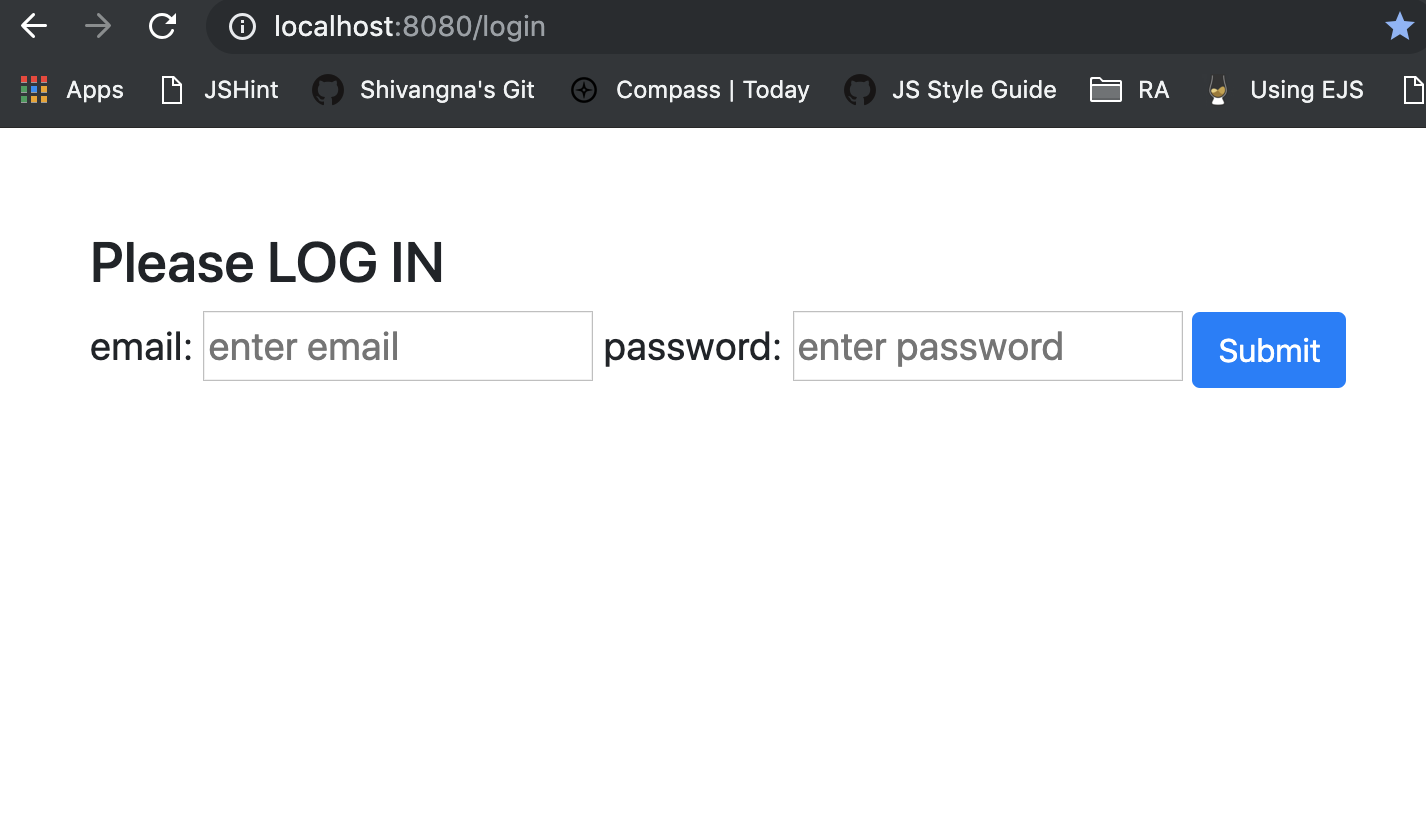 localhost:8080/login
Apps JSHint Shivangna's Git Compass | Today JS Style Guide RA Using EJS
Please LOG IN
email: enter email password: enter password Submit